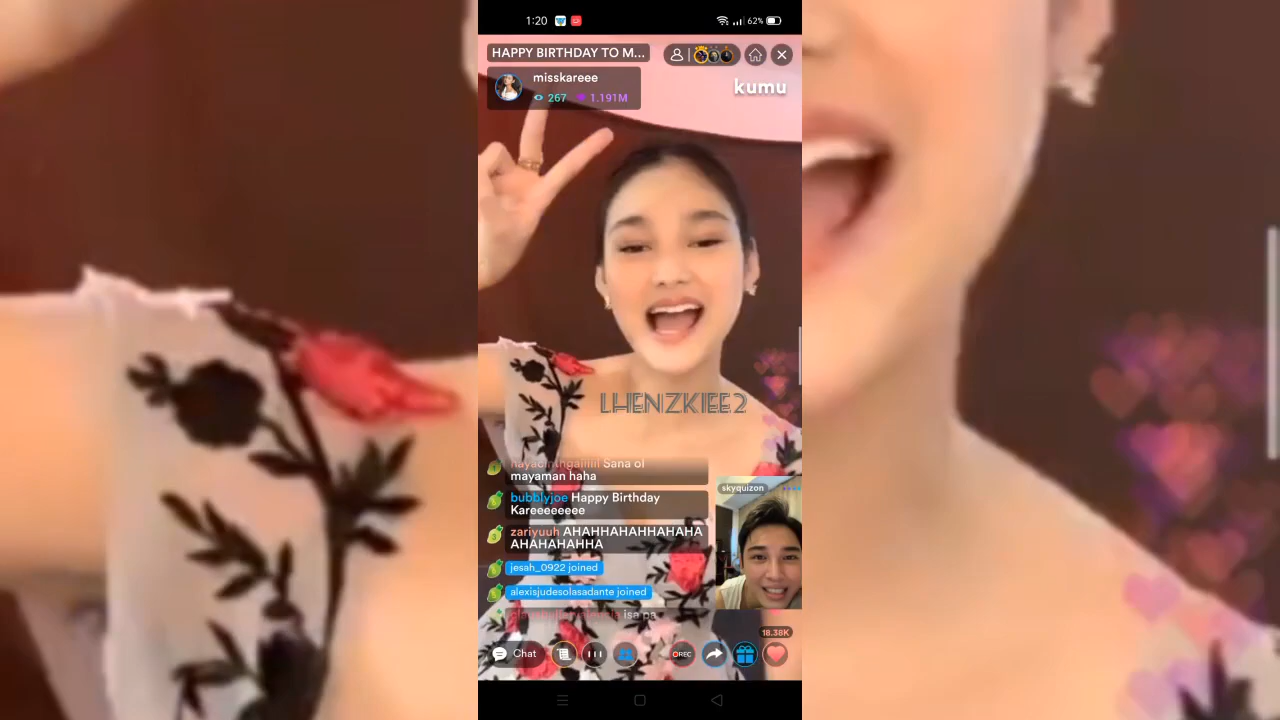 1:20
62%
HAPPY BIRTHDAY TO M...
misskareee
267 1.191M
kumu
LHENZKIEE2
Sana ol
mayaman haha
skyquizon
bubblyjoe Happy Birthday
Kareeeeeeee
zariyuuh AHAHHAHAHHAHAHA
AHAHAHAHHA
jesah_0922 joined
alexisjudesolasadante joined
isa pa
18.38K
Chat
REC